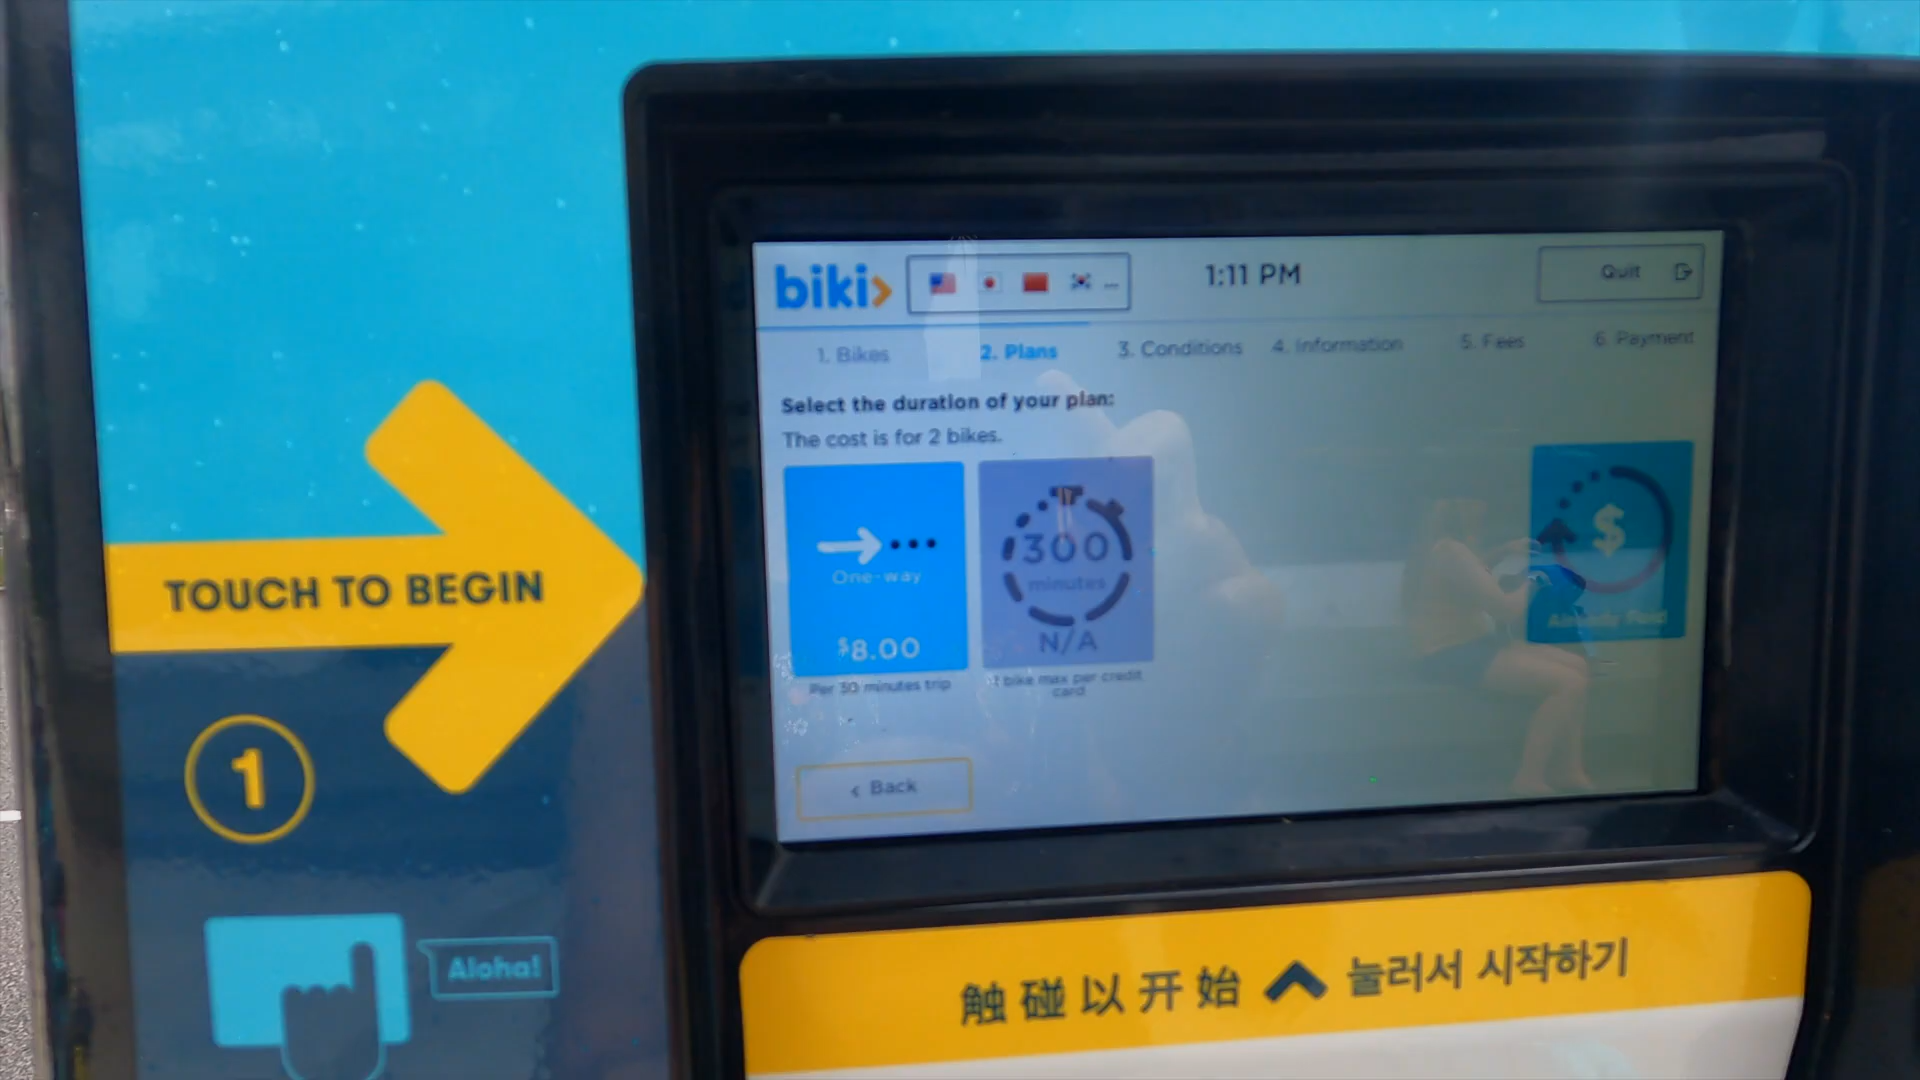 biki
1:11 PM
Quit
1. Bikes
2. Plans
3. Conditions
4. Information
5. Fees
6. Payment
Select the duration of your plan:
The cost is for 2 bikes.
One-way
$8.00
Per 30 minutes trip
300
minutes
N/A
1 bike max per credit
card
$
Already Paid
‹ Back
TOUCH TO BEGIN
1
Aloha!
触碰以开始 눌러서 시작하기